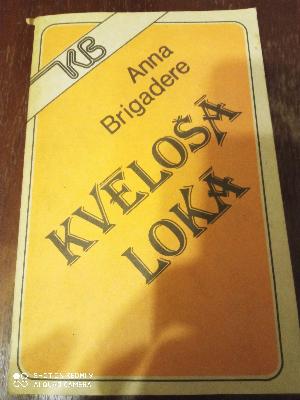 KB
Anna
Brigadere
KVĒLOŠĀ
LOKĀ
SHOT ON REDMI V
AI QUAD CAMERA